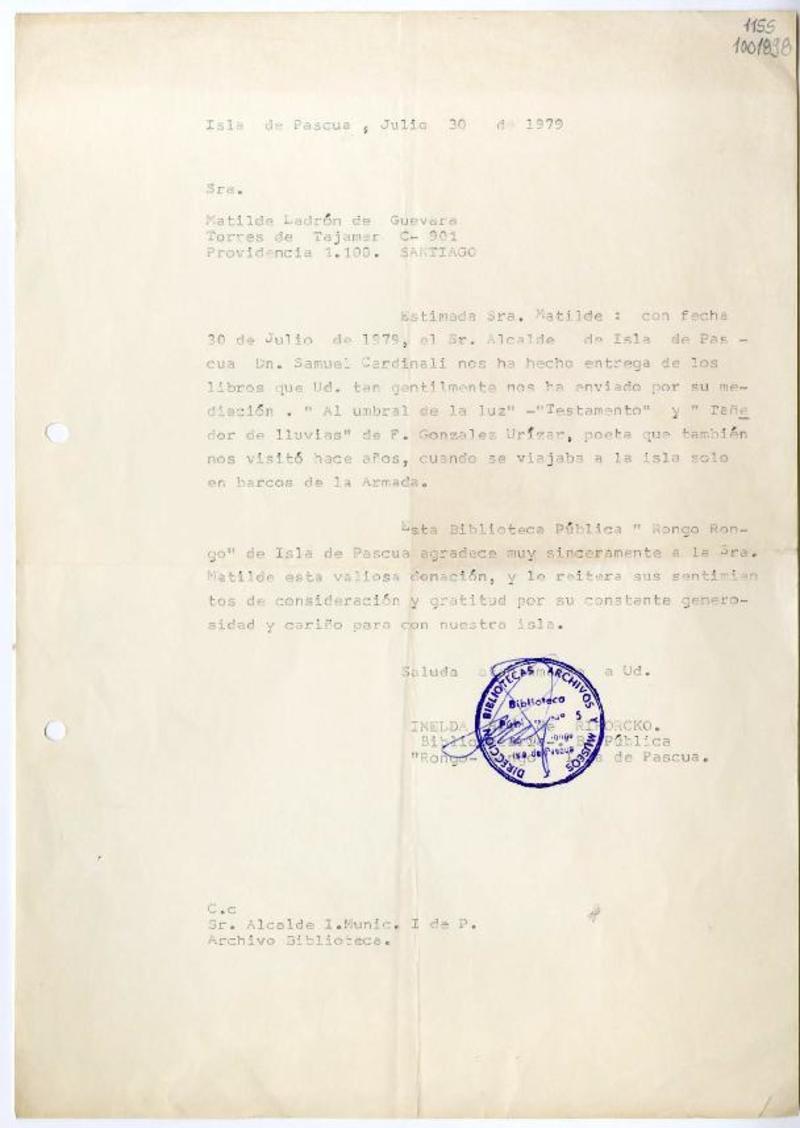 1155
1001838
Isla de Pascua , Julio 30 de 1979
Sra.
Matilde Ladrón de Guevara
Torres de Tajamar C- 901
Providencia 1.100. SANTIAGO
Estimada Sra. Matilde : con fecha
30 de Julio de 1979, el Sr. Alcalde de Isla de Pas -
cua Dn. Samuel Cardinali nos ha hecho entrega de los
libros que Ud. tan gentilmente nos ha enviado por su me-
diación . " Al umbral de la luz" -"Testamento" y " Tañe
dor de lluvias" de F. Gonzalez Urízar, poeta que también
nos visitó hace años, cuando se viajaba a la isla solo
en barcos de la Armada.
Esta Biblioteca Pública " Rongo Ron-
go" de Isla de Pascua agradece muy sinceramente a la Sra.
Matilde esta valiosa donación, y le reitera sus sentimien
tos de consideración y gratitud por su constante genero-
sidad y cariño para con nuestra isla.
Saluda a Ud.
IMELDA
Pública
"Rongo- de Pascua.
DIRECCIÓN BIBLIOTECAS ARCHIVOS Y MUSEOS
Biblioteca
5
de Pascua
C.c
Sr. Alcalde I.Munic. I de P.
Archivo Biblioteca.